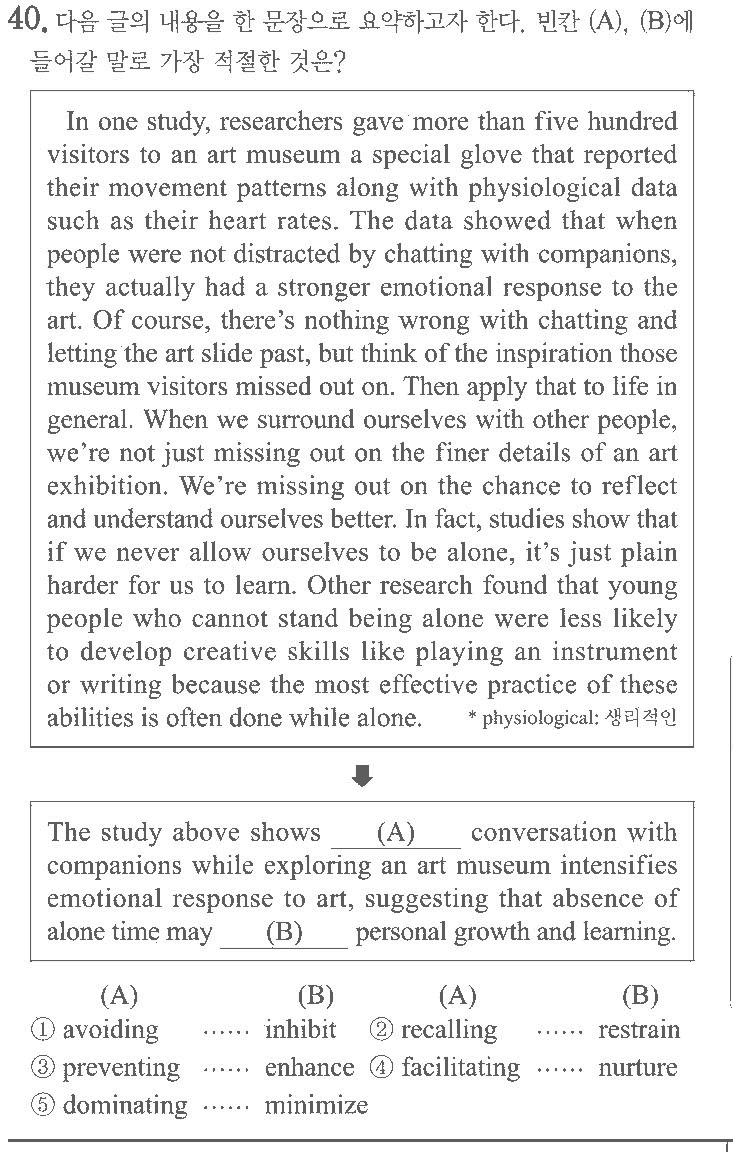 40. 다음 글의 내용을 한 문장으로 요약하고자 한다. 빈칸 (A), (B)에
들어갈 말로 가장 적절한 것은?
In one study, researchers gave more than five hundred
visitors to an art museum a special glove that reported
their movement patterns along with physiological data
such as their heart rates. The data showed that when
people were not distracted by chatting with companions,
they actually had a stronger emotional response to the
art. Of course, there's nothing wrong with chatting and
letting the art slide past, but think of the inspiration those
museum visitors missed out on. Then apply that to life in
general. When we surround ourselves with other people,
we're not just missing out on the finer details of an art
exhibition. We're missing out on the chance to reflect
and understand ourselves better. In fact, studies show that
if we never allow ourselves to be alone, it's just plain
harder for us to learn. Other research found that young
people who cannot stand being alone were less likely
to develop creative skills like playing an instrument
or writing because the most effective practice of these
abilities is often done while alone. * physiological: 생리적인
The study above shows (A) conversation with
companions while exploring an art museum intensifies
emotional response to art, suggesting that absence of
alone time may (B) personal growth and learning.
(A) (B) (A) (B)
① avoiding …… inhibit ② recalling …… restrain
③ preventing …… enhance ④ facilitating …… nurture
⑤ dominating …… minimize